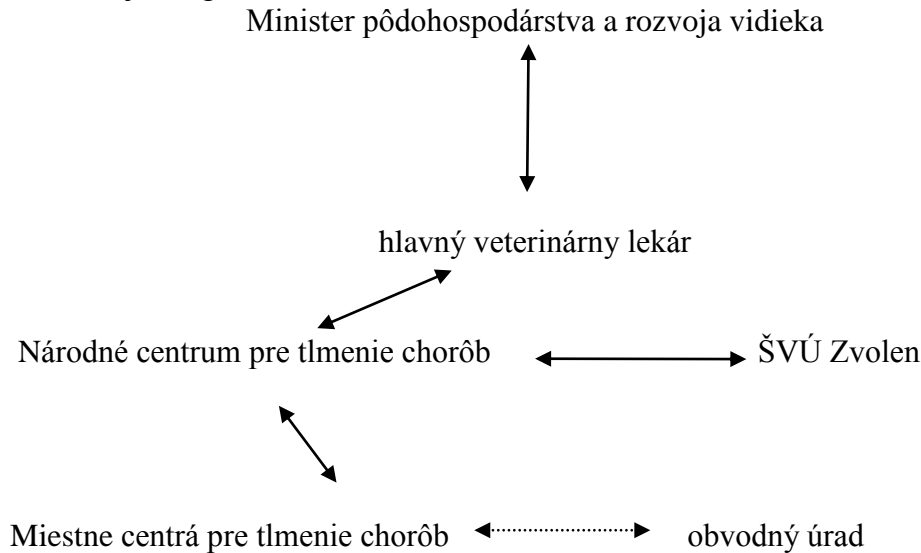 Minister pôdohospodárstva a rozvoja vidieka
hlavný veterinárny lekár
Národné centrum pre tlmenie chorôb ŠVÚ Zvolen
Miestne centrá pre tlmenie chorôb obvodný úrad